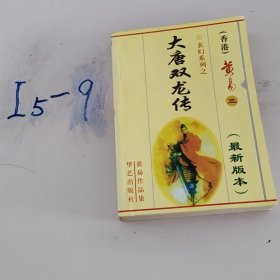 I5-9
(香港)
黄易
三
(最新版本)
◎玄幻系列之
大唐双龙传
黄易作品集
华艺出版社